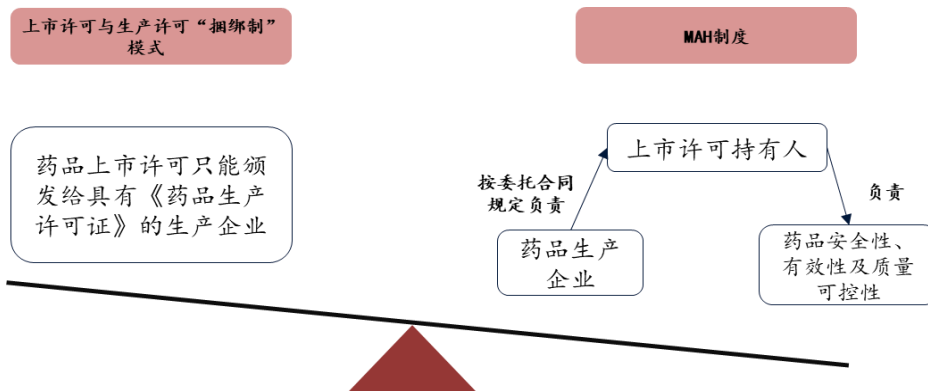 上市许可与生产许可“捆绑制”
模式
MAH制度
药品上市许可只能颁
发给具有《药品生产
许可证》的生产企业
上市许可持有人
按委托合同
规定负责
负责
药品生产
企业
药品安全性、
有效性及质量
可控性